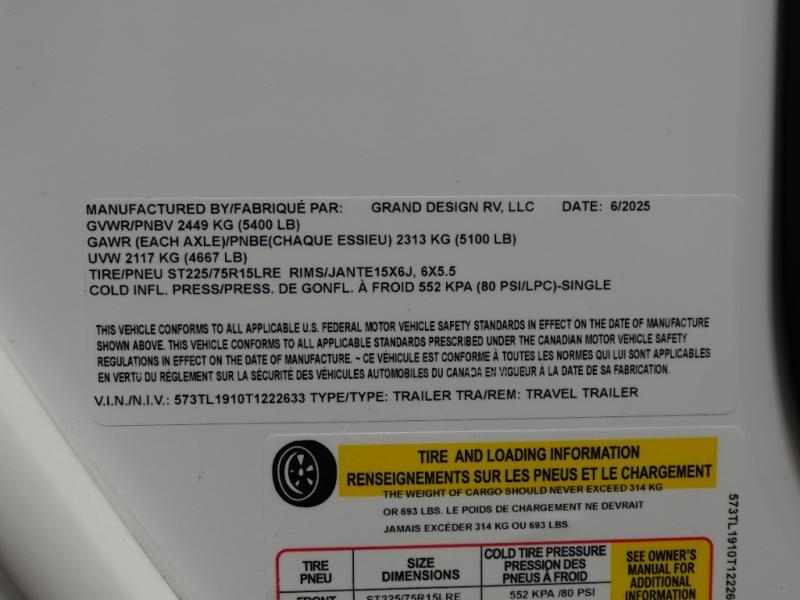 MANUFACTURED BY/FABRIQUÉ PAR: GRAND DESIGN RV, LLC DATE: 6/2025
GVWR/PNBV 2449 KG (5400 LB)
GAWR (EACH AXLE)/PNBE(CHAQUE ESSIEU) 2313 KG (5100 LB)
UVW 2117 KG (4667 LB)
TIRE/PNEU ST225/75R15LRE RIMS/JANTE15X6J, 6X5.5
COLD INFL. PRESS/PRESS. DE GONFL. À FROID 552 KPA (80 PSI/LPC)-SINGLE
THIS VEHICLE CONFORMS TO ALL APPLICABLE U.S. FEDERAL MOTOR VEHICLE SAFETY STANDARDS IN EFFECT ON THE DATE OF MANUFACTURE
SHOWN ABOVE. THIS VEHICLE CONFORMS TO ALL APPLICABLE STANDARDS PRESCRIBED UNDER THE CANADIAN MOTOR VEHICLE SAFETY
REGULATIONS IN EFFECT ON THE DATE OF MANUFACTURE. ~ CE VÉHICULE EST CONFORME À TOUTES LES NORMES QUI LUI SONT APPLICABLES
EN VERTU DU RÉGLEMENT SUR LA SÉCURITÉ DES VÉHICULES AUTOMOBILES DU CANADA EN VIGUEUR À LA DATE DE SA FABRICATION.
V.I.N./N.I.V.: 573TL1910T1222633 TYPE/TYPE: TRAILER TRA/REM: TRAVEL TRAILER
TIRE AND LOADING INFORMATION
RENSEIGNEMENTS SUR LES PNEUS ET LE CHARGEMENT
THE WEIGHT OF CARGO SHOULD NEVER EXCEED 314 KG
OR 693 LBS. LE POIDS DE CHARGEMENT NE DEVRAIT
JAMAIS EXCÉDER 314 KG OU 693 LBS.
TIRE
PNEU
SIZE
DIMENSIONS
COLD TIRE PRESSURE
PRESSION DES
PNEUS À FROID
SEE OWNER'S
MANUAL FOR
ADDITIONAL
INFORMATION
FRONT
ST225/75R15LRE
552 KPA /80 PSI
573TL1910T12226